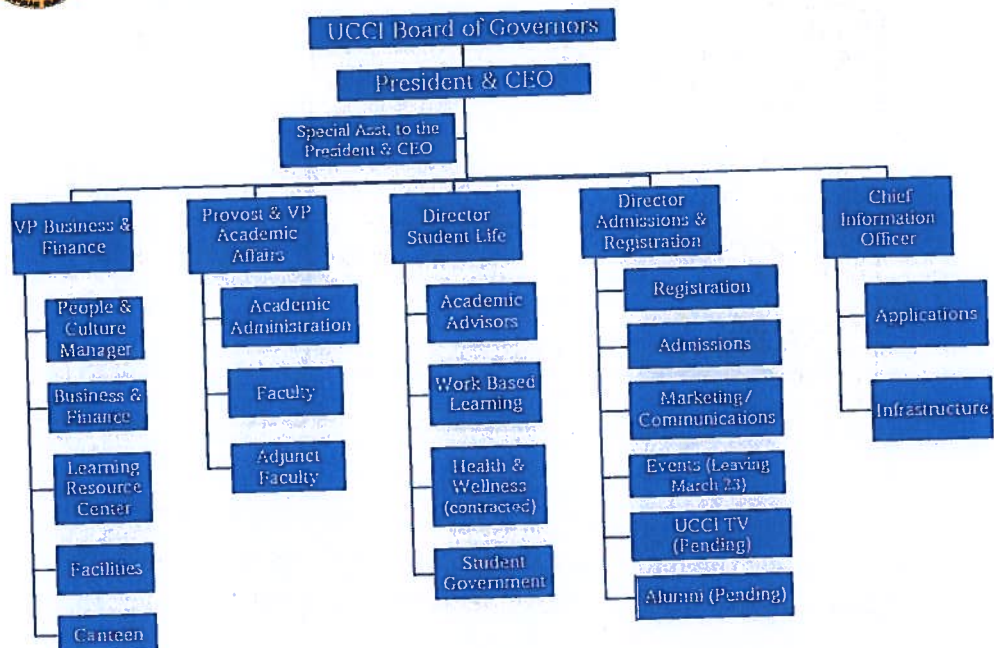 UCCI Board of Governors
President & CEO
Special Asst. to the
President & CEO
VP Business &
Finance
People &
Culture
Manager
Business &
Finance
Learning
Resource
Center
Facilities
Canteen
Provost & VP
Academic
Affairs
Academic
Administration
Faculty
Adjunct
Faculty
Director
Student Life
Academic
Advisors
Work Based
Learning
Health &
Wellness
(contracted)
Student
Government
Director
Admissions &
Registration
Registration
Admissions
Marketing/
Communications
Events (Leaving
March 23)
UCCI TV
(Pending)
Alumni (Pending)
Chief
Information
Officer
Applications
Infrastructure